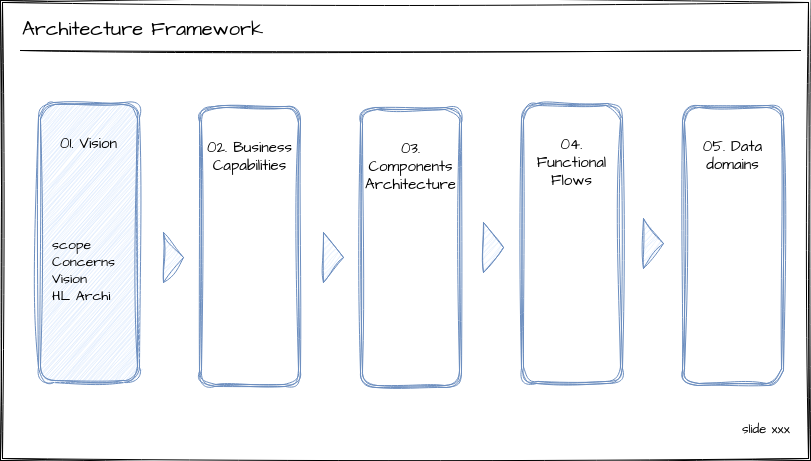 Architecture Framework
01. Vision
scope
Concerns
Vision
HL Archi
02. Business
Capabilities
03.
Components
Architecture
04.
Functional
Flows
05. Data
domains
slide xxx